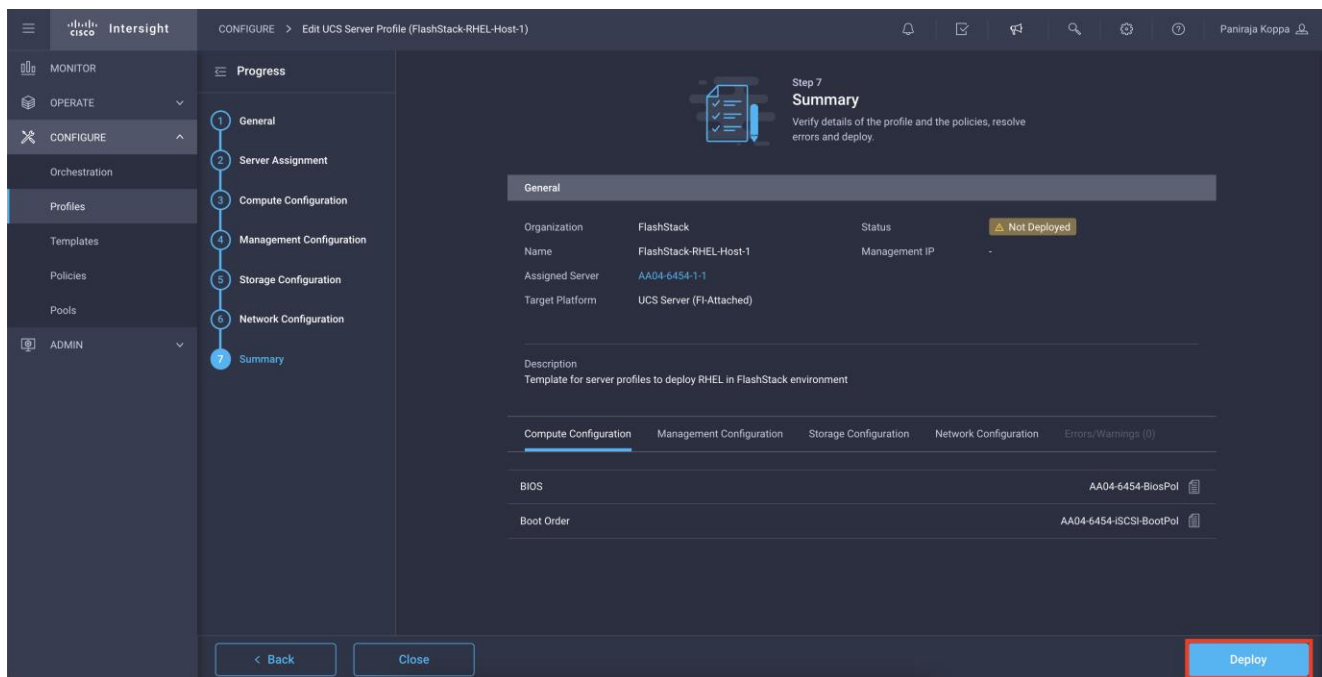 cisco Intersight
CONFIGURE > Edit UCS Server Profile (FlashStack-RHEL-Host-1)
Paniraja Koppa
MONITOR
OPERATE
CONFIGURE
Orchestration
Profiles
Templates
Policies
Pools
ADMIN
Progress
1 General
2 Server Assignment
3 Compute Configuration
4 Management Configuration
5 Storage Configuration
6 Network Configuration
7 Summary
Step 7
Summary
Verify details of the profile and the policies, resolve
errors and deploy.
General
Organization FlashStack Status Not Deployed
Name FlashStack-RHEL-Host-1 Management IP -
Assigned Server AA04-6454-1-1
Target Platform UCS Server (FI-Attached)
Description
Template for server profiles to deploy RHEL in FlashStack environment
Compute Configuration Management Configuration Storage Configuration Network Configuration Errors/Warnings (0)
BIOS AA04-6454-BiosPol
Boot Order AA04-6454-iSCSI-BootPol
< Back Close Deploy